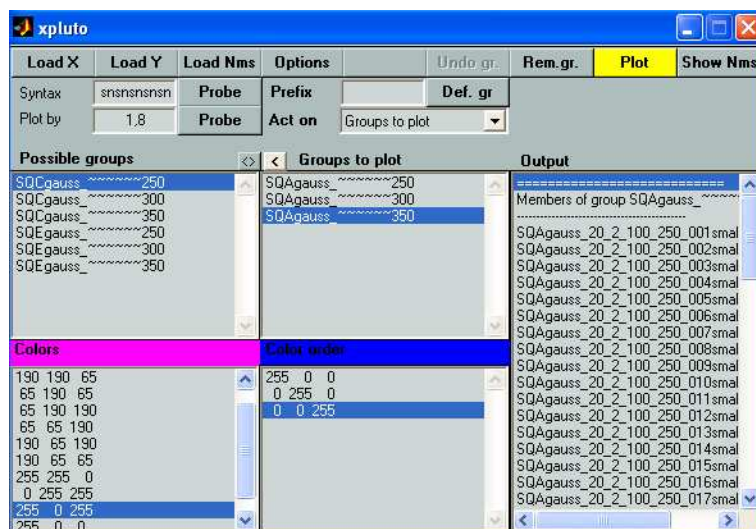 xpluto
Load X Load Y Load Nms Options Undo gr. Rem.gr. Plot Show Nms
Syntax snsnsnsnsn Probe Prefix Def. gr
Plot by 1,8 Probe Act on Groups to plot
Possible groups <> < Groups to plot Output
SQCgauss_~~~~~~250
SQCgauss_~~~~~~300
SQCgauss_~~~~~~350
SQEgauss_~~~~~~250
SQEgauss_~~~~~~300
SQEgauss_~~~~~~350
SQAgauss_~~~~~~250
SQAgauss_~~~~~~300
SQAgauss_~~~~~~350
============================
Members of group SQAgauss_~~~~
------------------------------------------
SQAgauss_20_2_100_250_001smal
SQAgauss_20_2_100_250_002smal
SQAgauss_20_2_100_250_003smal
SQAgauss_20_2_100_250_004smal
SQAgauss_20_2_100_250_005smal
SQAgauss_20_2_100_250_006smal
SQAgauss_20_2_100_250_007smal
SQAgauss_20_2_100_250_008smal
SQAgauss_20_2_100_250_009smal
SQAgauss_20_2_100_250_010smal
SQAgauss_20_2_100_250_011smal
SQAgauss_20_2_100_250_012smal
SQAgauss_20_2_100_250_013smal
SQAgauss_20_2_100_250_014smal
SQAgauss_20_2_100_250_015smal
SQAgauss_20_2_100_250_016smal
SQAgauss_20_2_100_250_017smal
Colors
190 190 65
65 190 65
65 190 190
65 65 190
190 65 190
190 65 65
255 255 0
0 255 255
255 0 255
255 0 0
Color order
255 0 0
0 255 0
0 0 255